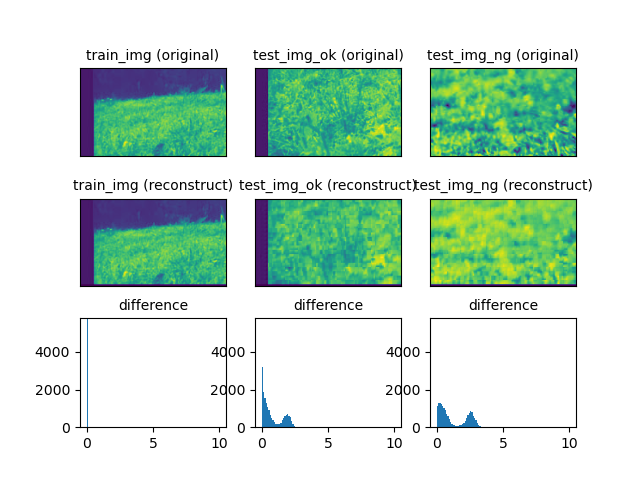 train_img (original) test_img_ok (original) test_img_ng (original)
train_img (reconstruct) test_img_ok (reconstruct) test_img_ng (reconstruct)
difference difference difference
4000 4000 4000
2000 2000 2000
0 0 0
0 5 10 0 5 10 0 5 10